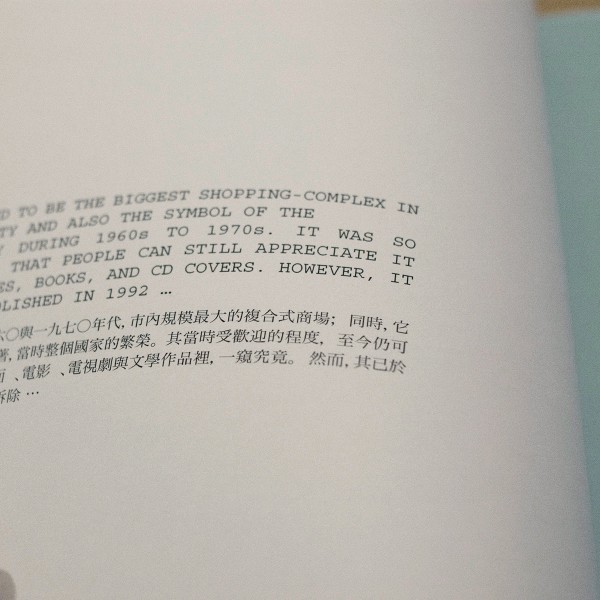 TO BE THE BIGGEST SHOPPING-COMPLEX IN
AND ALSO THE SYMBOL OF THE
DURING 1960s TO 1970s. IT WAS SO
THAT PEOPLE CAN STILL APPRECIATE IT
BOOKS, AND CD COVERS. HOWEVER, IT
IN 1992 …
六〇與一九七〇年代,市內規模最大的複合式商場; 同時,它
著,當時整個國家的繁榮。其當時受歡迎的程度, 至今仍可
、電影 、電視劇與文學作品裡,一窺究竟。 然而,其已於
拆除 …